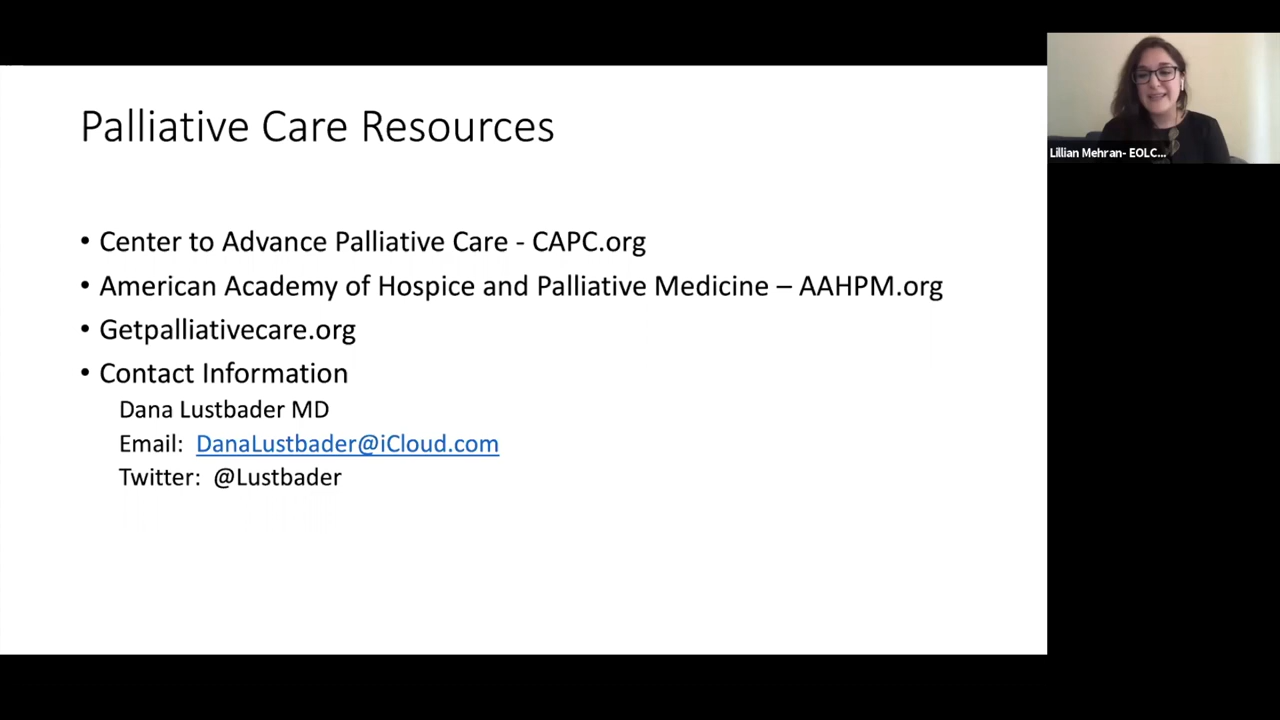 Palliative Care Resources
• Center to Advance Palliative Care - CAPC.org
• American Academy of Hospice and Palliative Medicine – AAHPM.org
• Getpalliativecare.org
• Contact Information
Dana Lustbader MD
Email: DanaLustbader@iCloud.com
Twitter: @Lustbader
Lillian Mehran- EOLC...